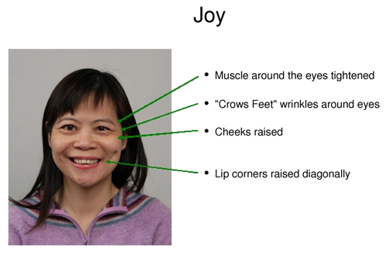 Joy
• Muscle around the eyes tightened
• "Crows Feet" wrinkles around eyes
• Cheeks raised
• Lip corners raised diagonally